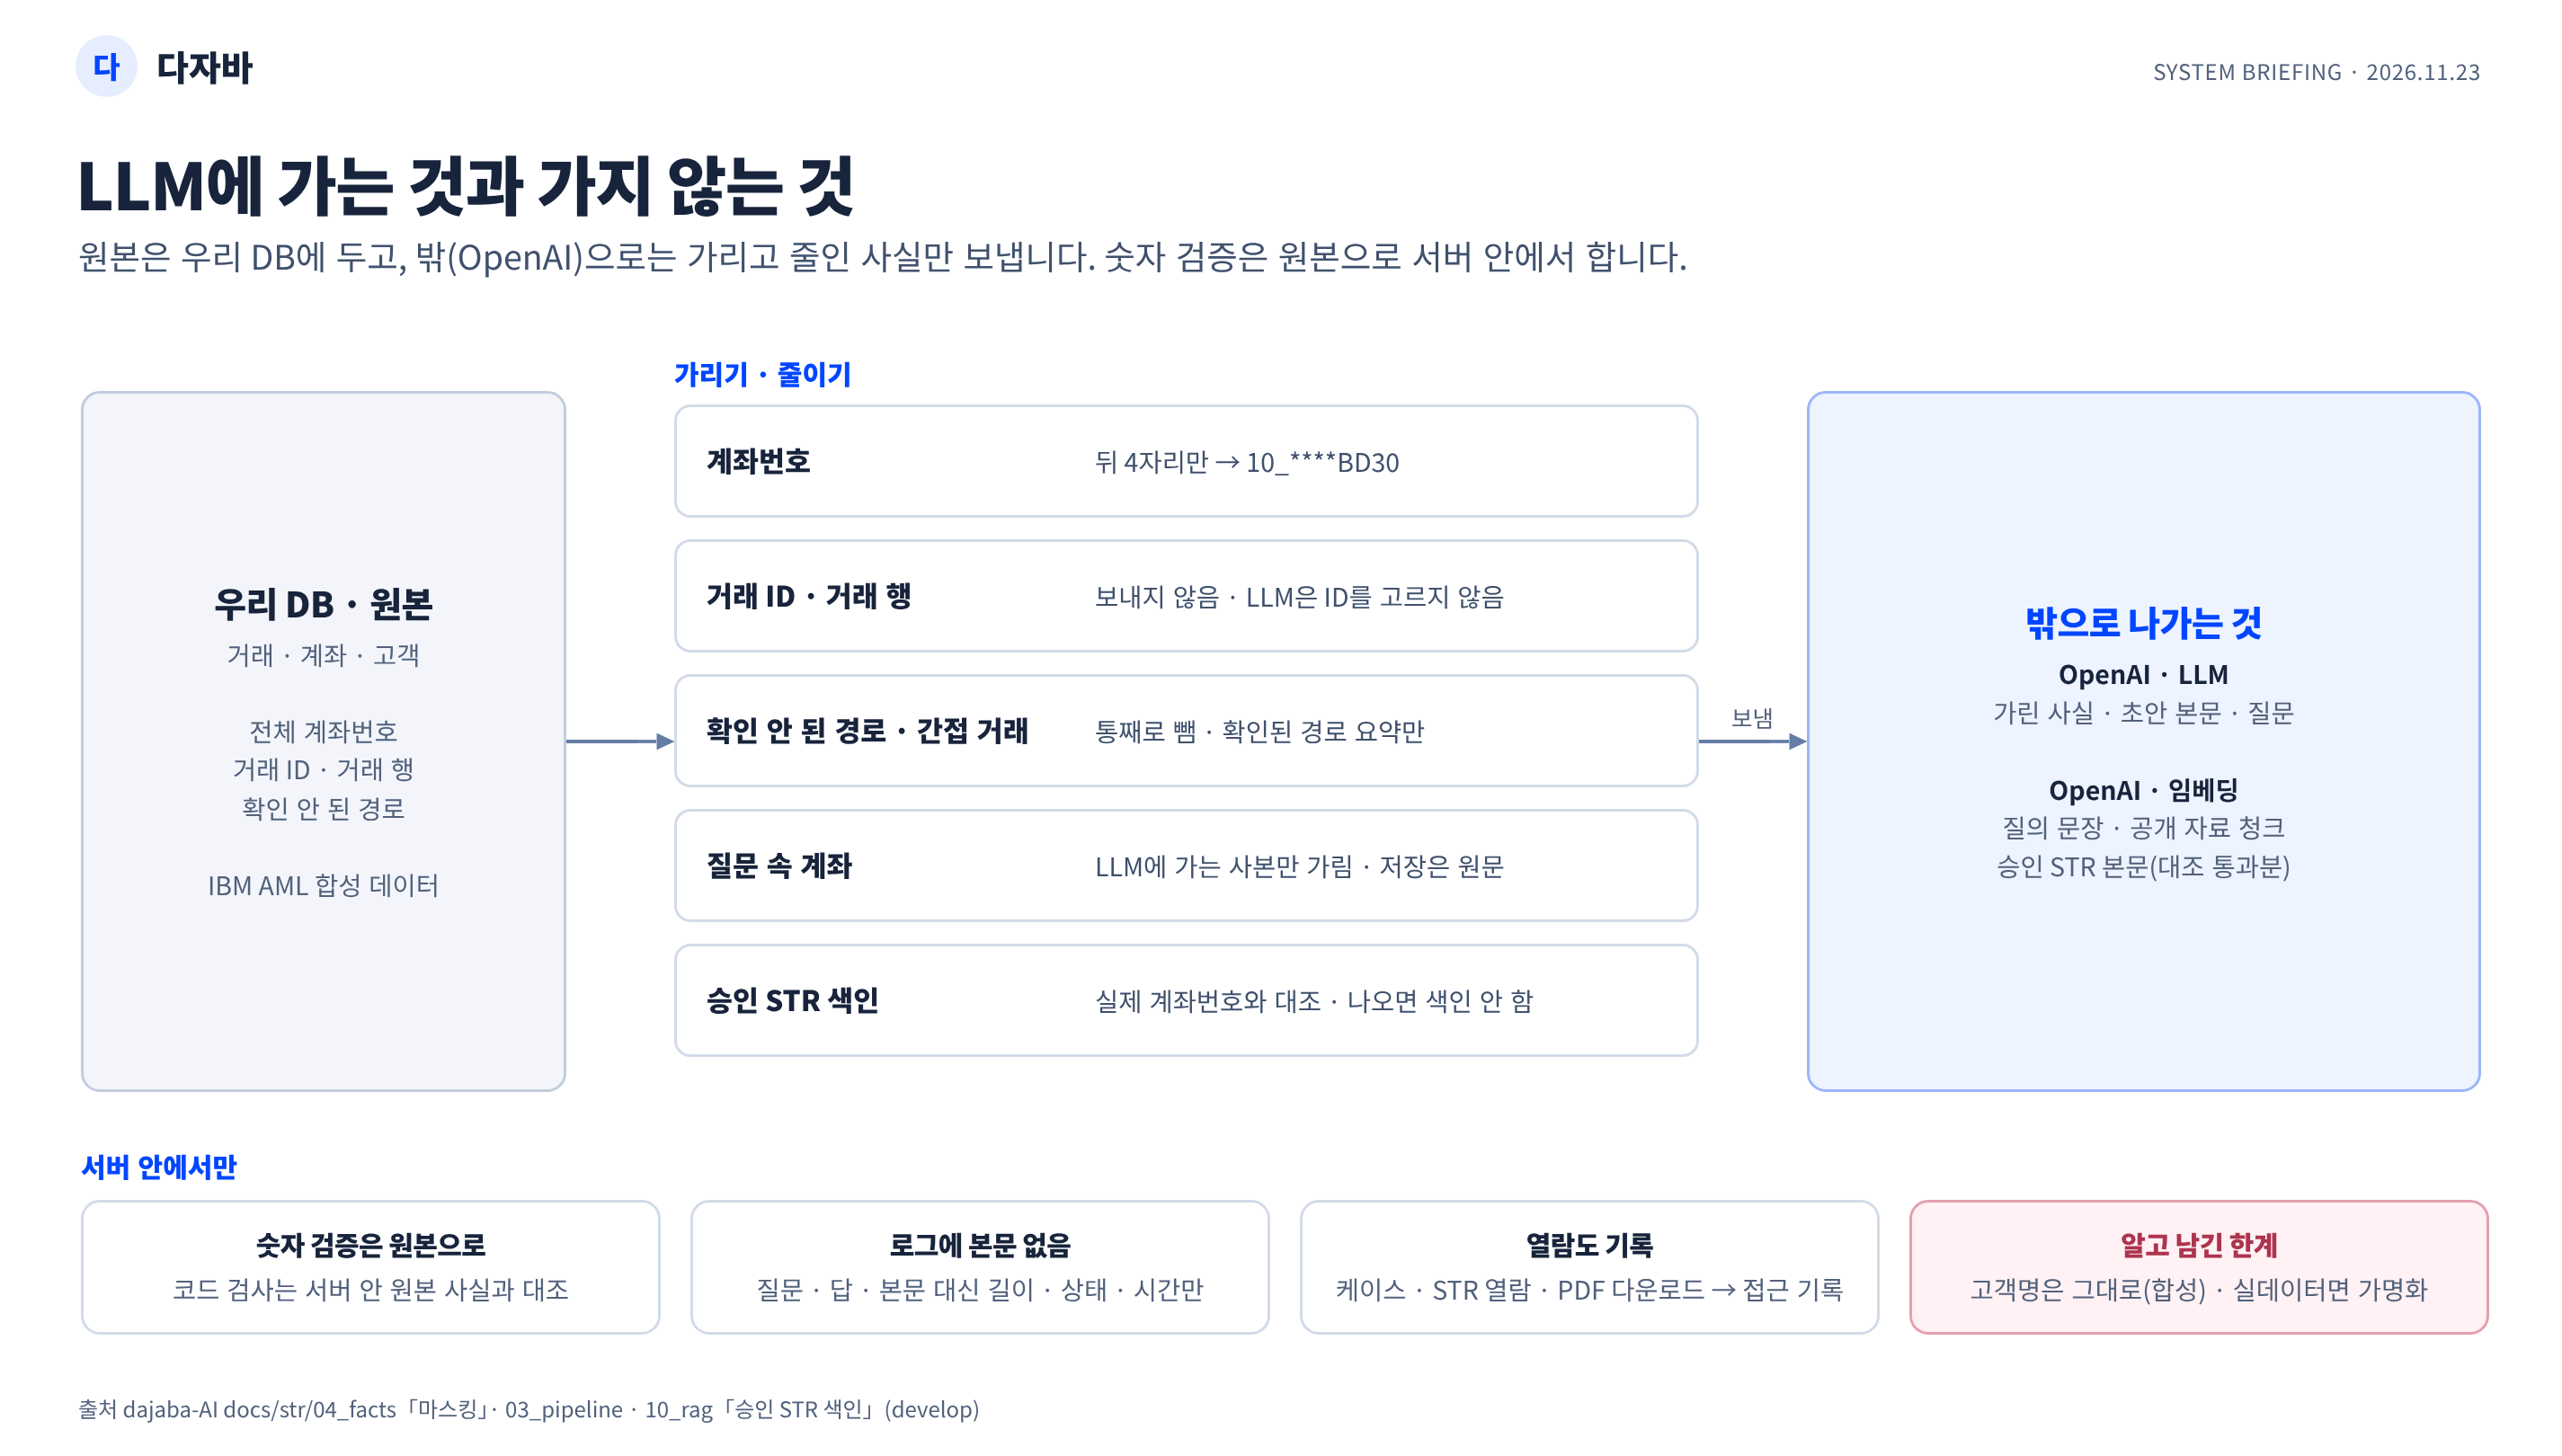 다 다자바
SYSTEM BRIEFING · 2026.11.23
LLM에 가는 것과 가지 않는 것
원본은 우리 DB에 두고, 밖(OpenAI)으로는 가리고 줄인 사실만 보냅니다. 숫자 검증은 원본으로 서버 안에서 합니다.
우리 DB · 원본
거래 · 계좌 · 고객
전체 계좌번호
거래 ID · 거래 행
확인 안 된 경로
IBM AML 합성 데이터
가리기 · 줄이기
계좌번호 뒤 4자리만 → 10_****BD30
거래 ID · 거래 행 보내지 않음 · LLM은 ID를 고르지 않음
확인 안 된 경로 · 간접 거래 통째로 뺌 · 확인된 경로 요약만
질문 속 계좌 LLM에 가는 사본만 가림 · 저장은 원문
승인 STR 색인 실제 계좌번호와 대조 · 나오면 색인 안 함
보냄
밖으로 나가는 것
OpenAI · LLM
가린 사실 · 초안 본문 · 질문
OpenAI · 임베딩
질의 문장 · 공개 자료 청크
승인 STR 본문(대조 통과분)
서버 안에서만
숫자 검증은 원본으로
코드 검사는 서버 안 원본 사실과 대조
로그에 본문 없음
질문 · 답 · 본문 대신 길이 · 상태 · 시간만
열람도 기록
케이스 · STR 열람 · PDF 다운로드 → 접근 기록
알고 남긴 한계
고객명은 그대로(합성) · 실데이터면 가명화
출처 dajaba-AI docs/str/04_facts「마스킹」· 03_pipeline · 10_rag「승인 STR 색인」(develop)